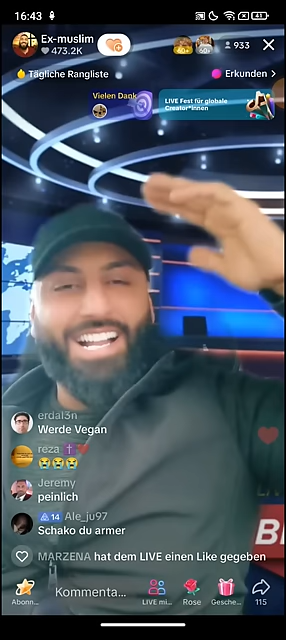 16:43
41
Ex-muslim
473.2K
933
Tägliche Rangliste
Erkunden
Vielen Dank
LIVE Fest für globale
Creator*innen
erdal3n
Werde Vegan
reza
Jeremy
peinlich
14 Ale_ju97
Schako du armer
MARZENA hat dem LIVE einen Like gegeben
Abonn...
Kommenta...
LIVE mi...
Rose
Gesche...
115